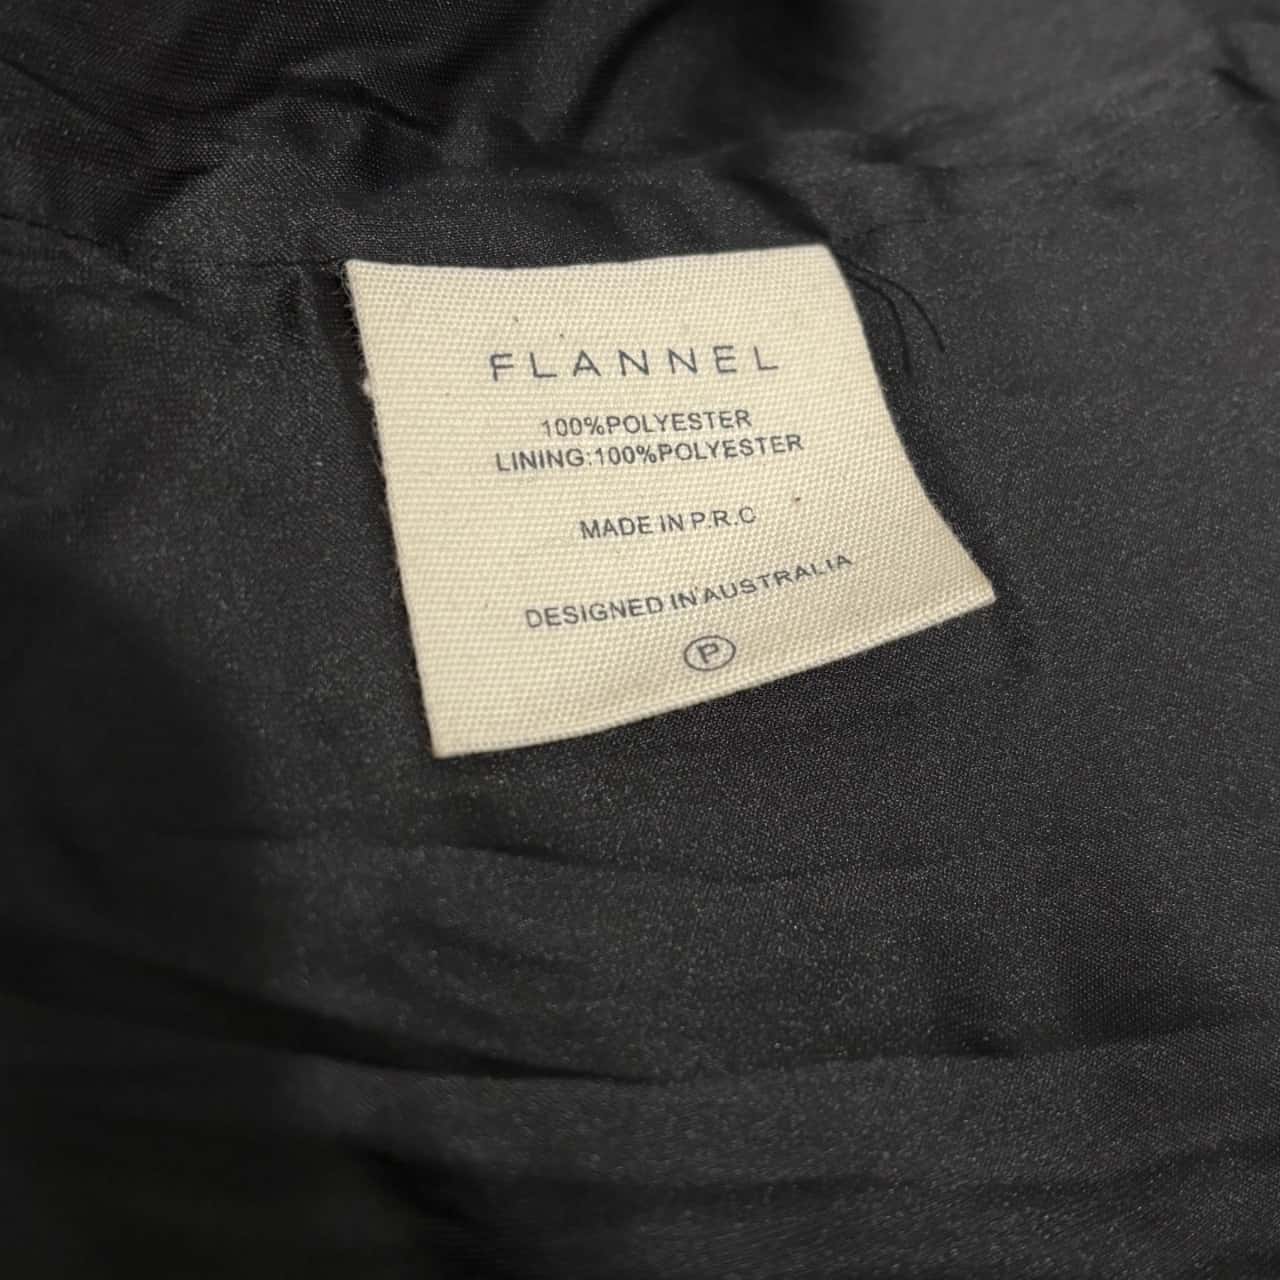 FLANNEL
100%POLYESTER
LINING:100%POLYESTER
MADE IN P.R.C
DESIGNED IN AUSTRALIA
P